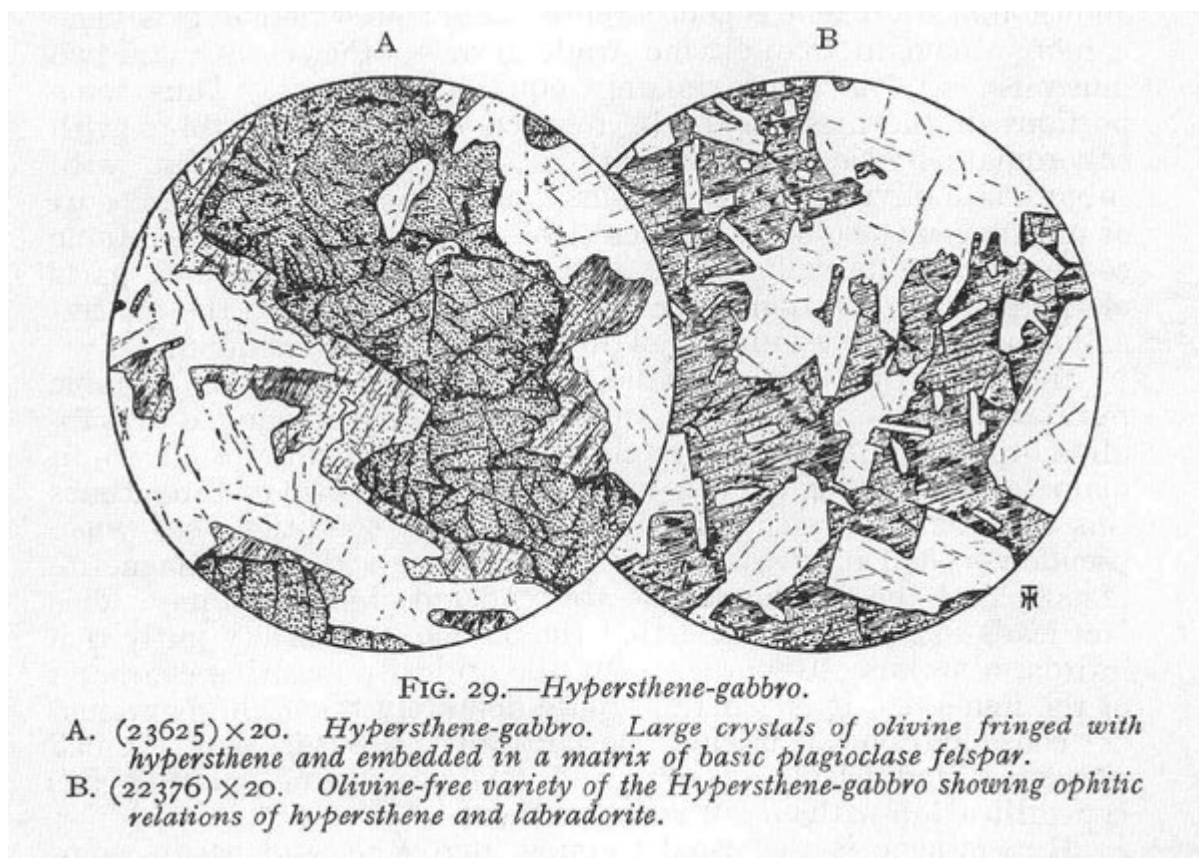 A
B
FIG. 29.—Hypersthene-gabbro.
A. (23625)×20. Hypersthene-gabbro. Large crystals of olivine fringed with
hypersthene and embedded in a matrix of basic plagioclase felspar.
B. (22376)×20. Olivine-free variety of the Hypersthene-gabbro showing ophitic
relations of hypersthene and labradorite.